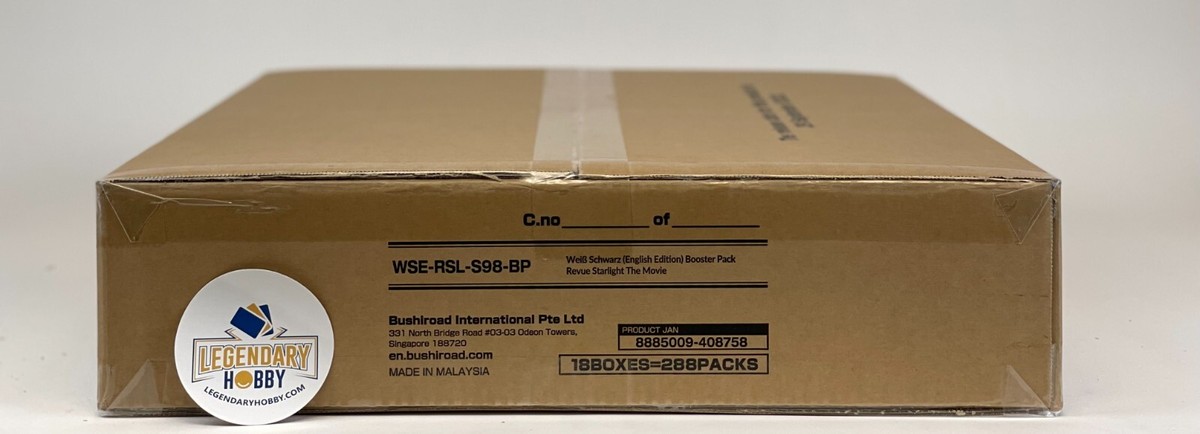 C.no________ of________
WSE-RSL-S98-BP
Weiß Schwarz (English Edition) Booster Pack
Revue Starlight The Movie
Bushiroad International Pte Ltd
331 North Bridge Road #03-03 Odeon Towers,
Singapore 188720
en.bushiroad.com
MADE IN MALAYSIA
PRODUCT JAN
8885009-408758
18BOXES=288PACKS
LEGENDARY
HOBBY
LEGENDARYHOBBY.COM